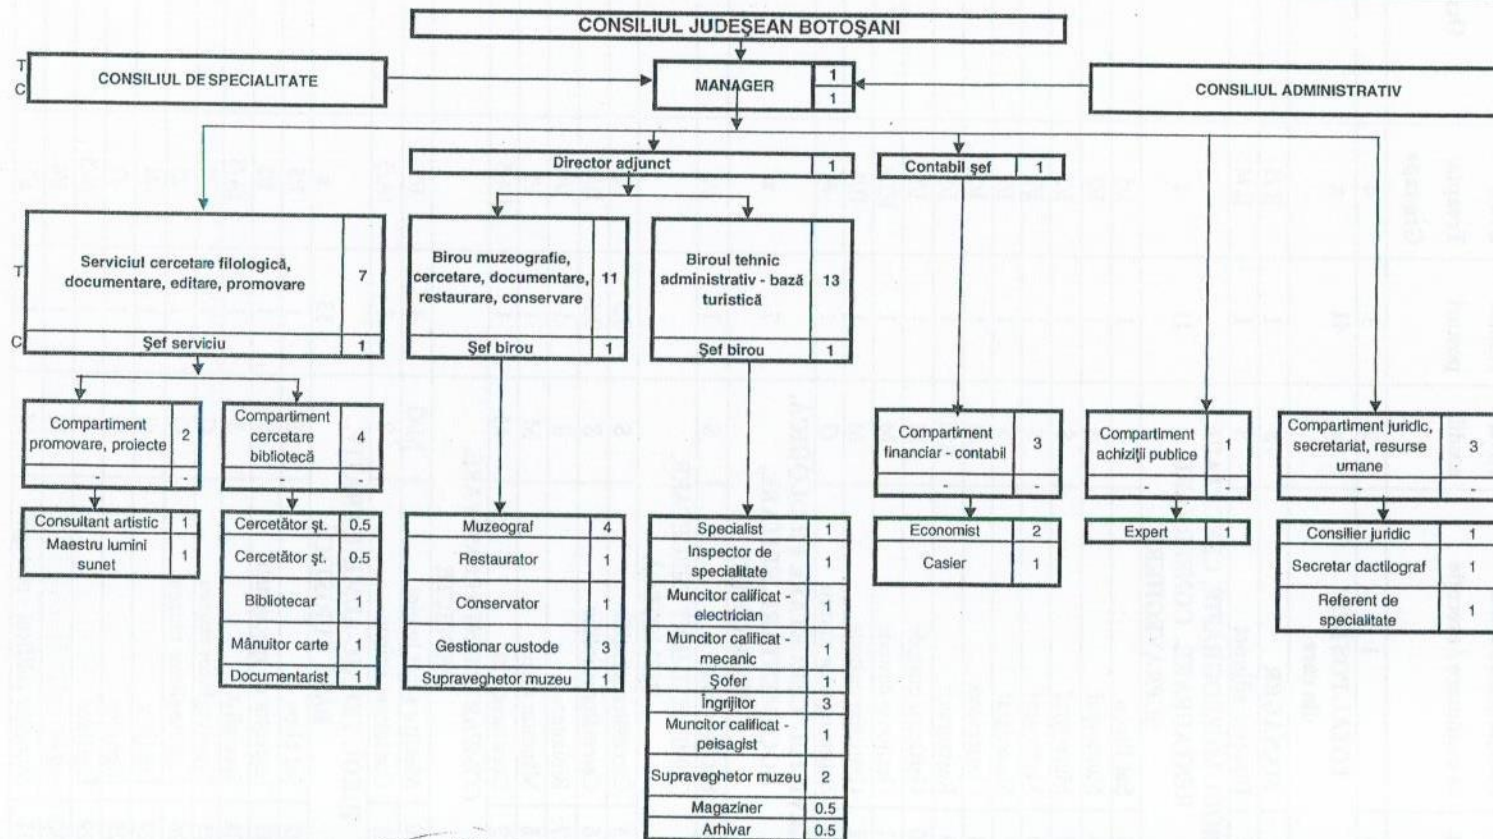 CONSILIUL JUDEȘEAN BOTOȘANI
T
C
CONSILIUL DE SPECIALITATE
MANAGER
1
1
CONSILIUL ADMINISTRATIV
Director adjunct 1
Contabil șef 1
T
C
Serviciul cercetare filologică,
documentare, editare, promovare
7
Șef serviciu 1
Birou muzeografie,
cercetare, documentare,
restaurare, conservare
11
Șef birou 1
Biroul tehnic
administrativ - bază
turistică
13
Șef birou 1
Compartiment
promovare, proiecte
2
-
Compartiment
cercetare
bibliotecă
4
-
Compartiment
financiar - contabil
3
-
Compartiment
achiziții publice
1
-
Compartiment juridic,
secretariat, resurse
umane
3
-
Consultant artistic 1
Maestru lumini
sunet
1
Cercetător șt. 0.5
Cercetător șt. 0.5
Bibliotecar 1
Mânuitor carte 1
Documentarist 1
Muzeograf 4
Restaurator 1
Conservator 1
Gestionar custode 3
Supraveghetor muzeu 1
Specialist 1
Inspector de
specialitate
1
Muncitor calificat -
electrician
1
Muncitor calificat -
mecanic
1
Șofer 1
Îngrijitor 3
Muncitor calificat -
peisagist
1
Supraveghetor muzeu 2
Magaziner 0.5
Arhivar 0.5
Economist 2
Casier 1
Expert 1
Consilier juridic 1
Secretar dactilograf 1
Referent de
specialitate
1